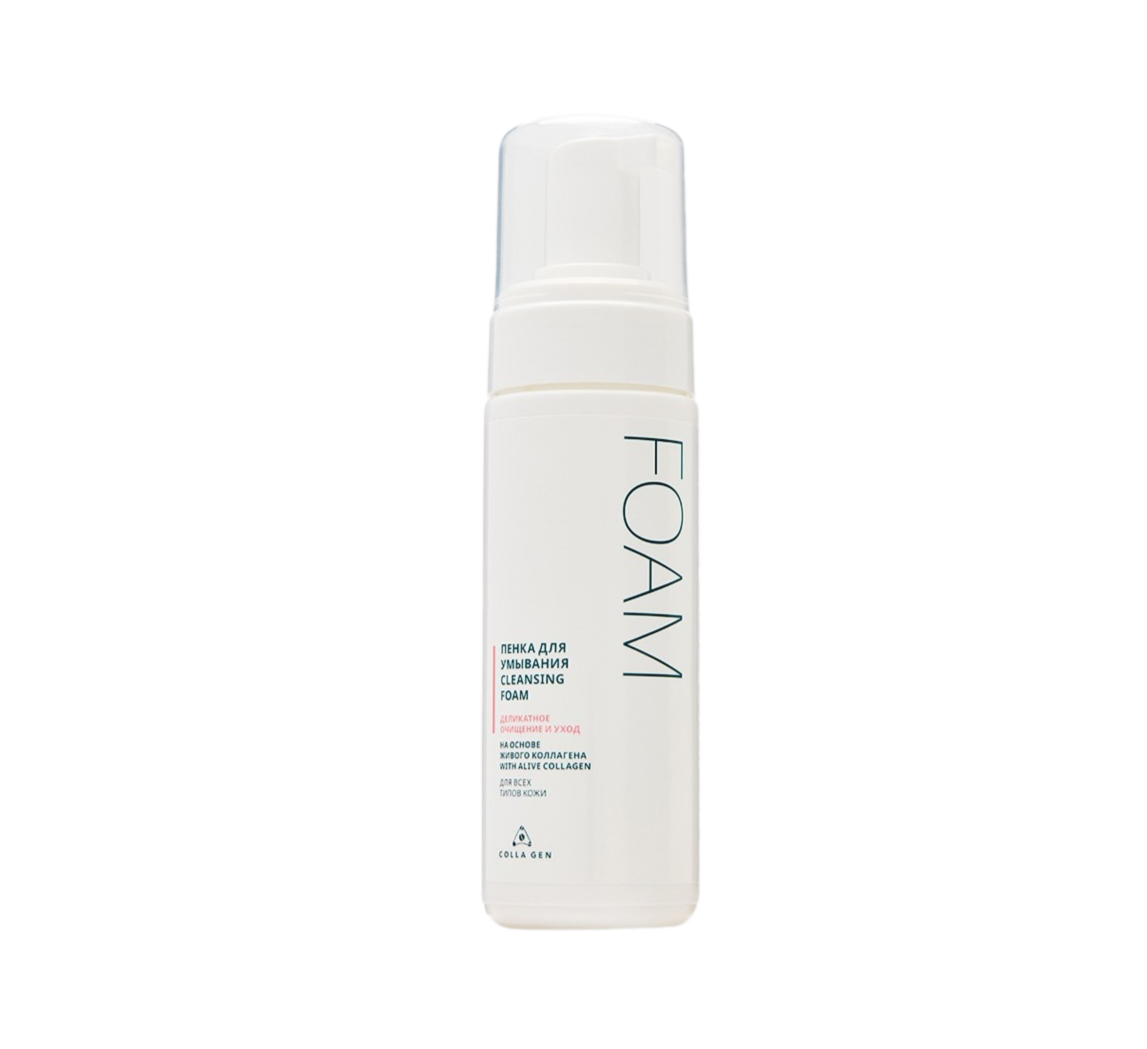 FOAM
ПЕНКА ДЛЯ
УМЫВАНИЯ
CLEANSING
FOAM
ДЕЛИКАТНОЕ
ОЧИЩЕНИЕ И УХОД
НА ОСНОВЕ
ЖИВОГО КОЛЛАГЕНА
WITH ALIVE COLLAGEN
ДЛЯ ВСЕХ
ТИПОВ КОЖИ
COLLA GEN